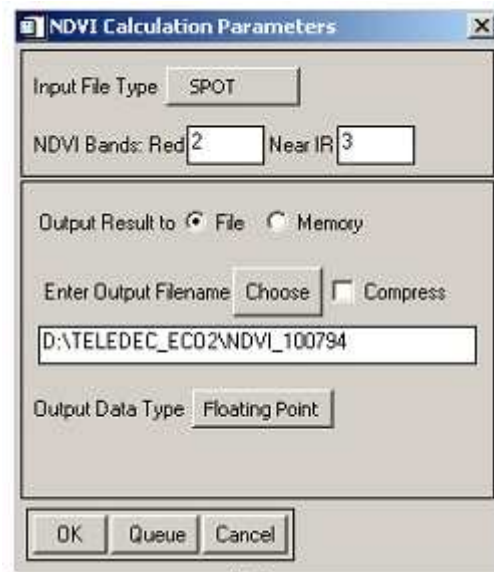 NDVI Calculation Parameters
Input File Type SPOT
NDVI Bands: Red 2 Near IR 3
Output Result to File Memory
Enter Output Filename Choose Compress
D:\TELEDEC_ECO2\NDVI_100794
Output Data Type Floating Point
OK Queue Cancel